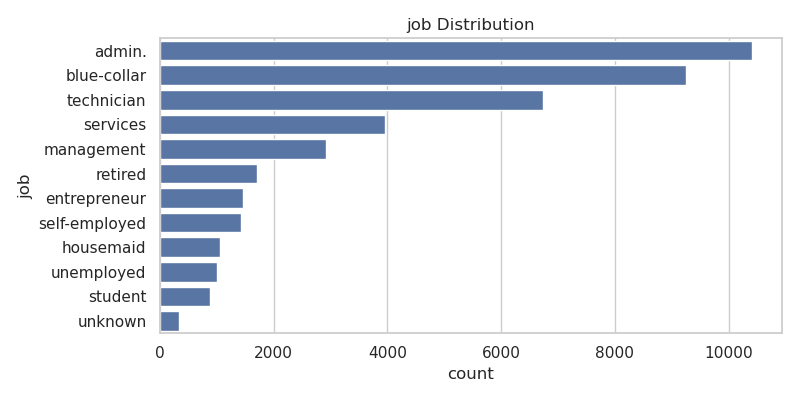 job Distribution
admin.
blue-collar
technician
services
management
retired
entrepreneur
self-employed
housemaid
unemployed
student
unknown
job
0 2000 4000 6000 8000 10000
count